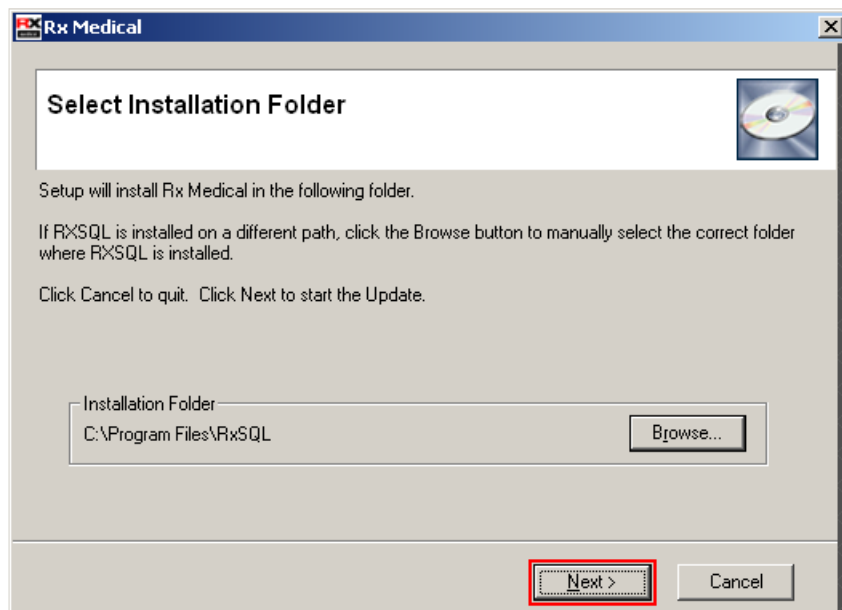 RX
Rx Medical
Select Installation Folder
Setup will install Rx Medical in the following folder.
If RXSQL is installed on a different path, click the Browse button to manually select the correct folder
where RXSQL is installed.
Click Cancel to quit.  Click Next to start the Update.
Installation Folder
C:\Program Files\RxSQL
Browse...
Next >
Cancel